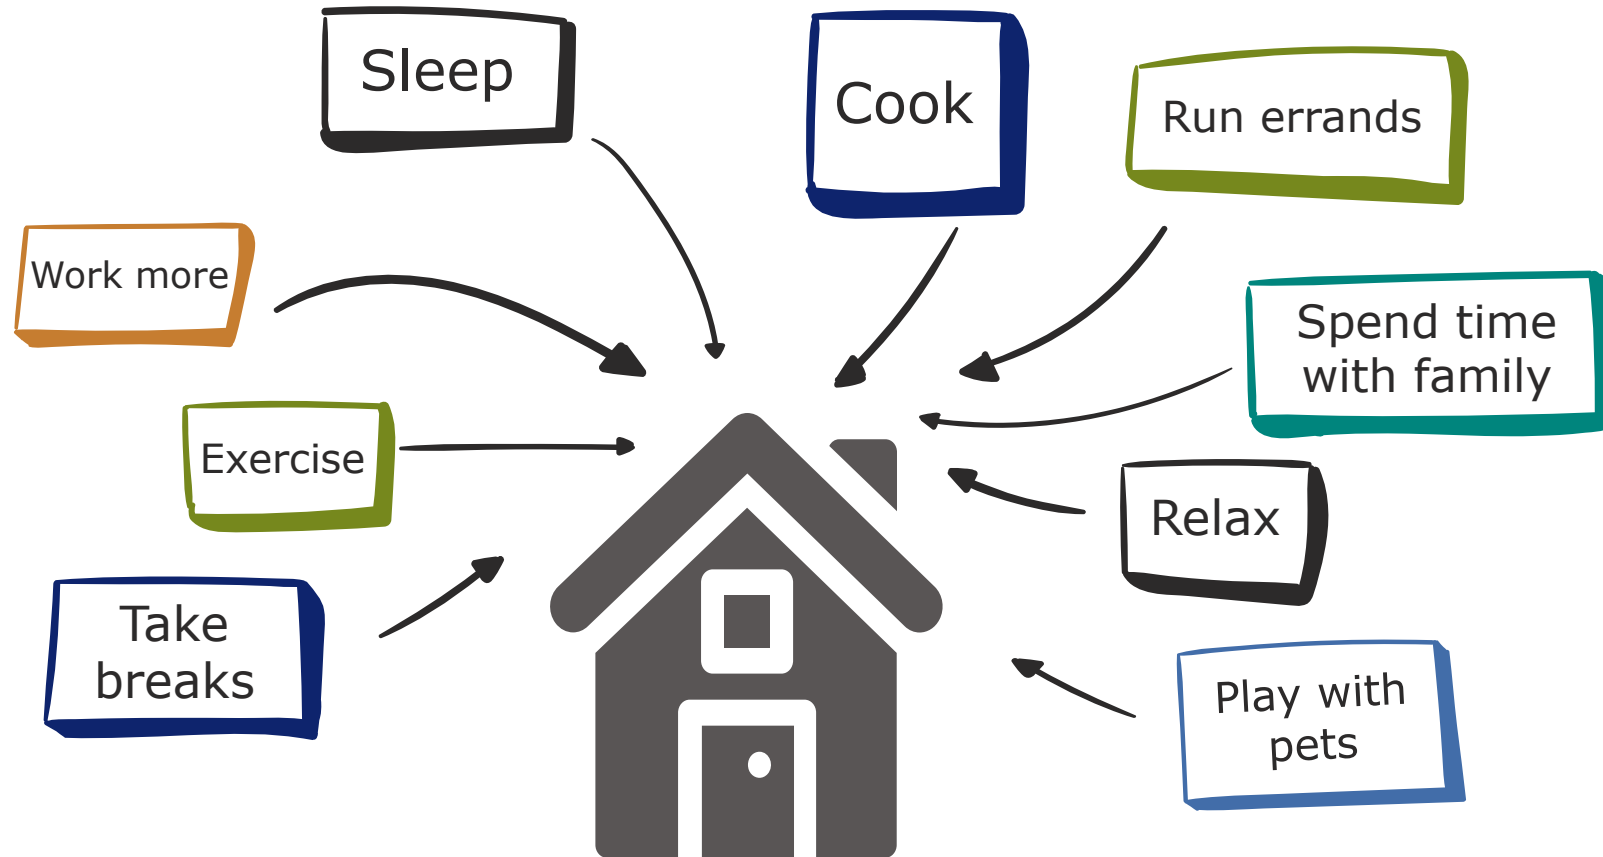 Sleep
Cook
Run errands
Work more
Spend time
with family
Exercise
Relax
Take
breaks
Play with
pets